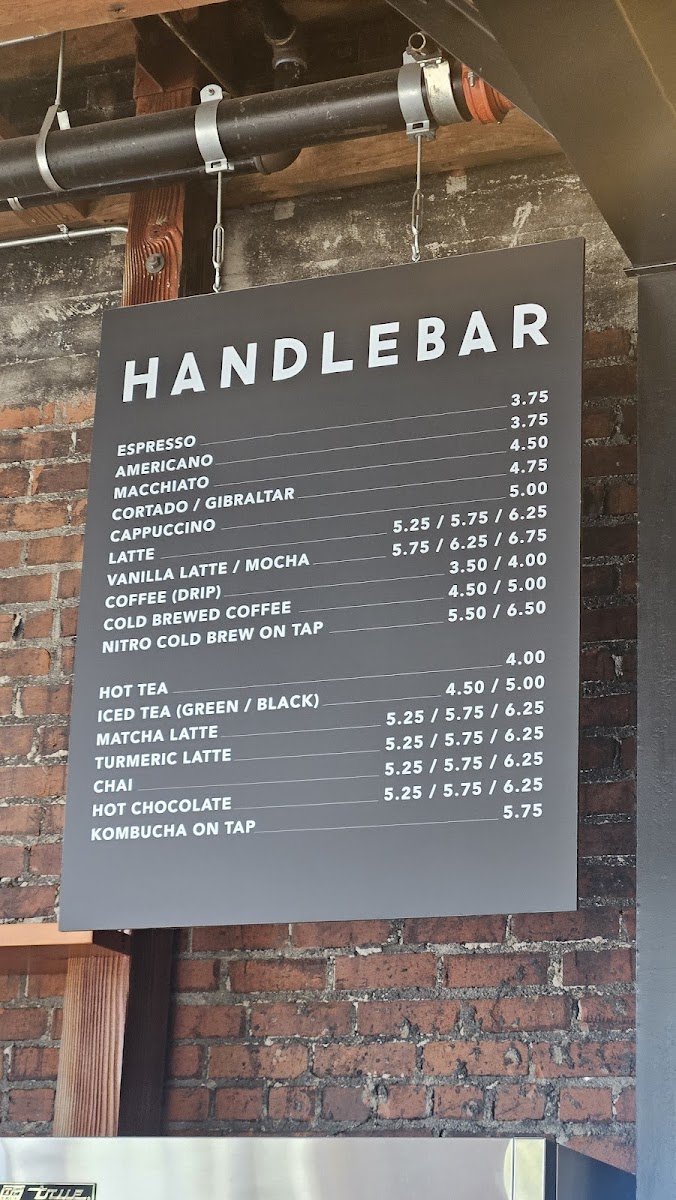 HANDLEBAR
ESPRESSO 3.75
AMERICANO 3.75
MACCHIATO 4.50
CORTADO / GIBRALTAR 4.75
CAPPUCCINO 5.00
LATTE 5.25 / 5.75 / 6.25
VANILLA LATTE / MOCHA 5.75 / 6.25 / 6.75
COFFEE (DRIP) 3.50 / 4.00
COLD BREWED COFFEE 4.50 / 5.00
NITRO COLD BREW ON TAP 5.50 / 6.50
HOT TEA 4.00
ICED TEA (GREEN / BLACK) 4.50 / 5.00
MATCHA LATTE 5.25 / 5.75 / 6.25
TURMERIC LATTE 5.25 / 5.75 / 6.25
CHAI 5.25 / 5.75 / 6.25
HOT CHOCOLATE 5.25 / 5.75 / 6.25
KOMBUCHA ON TAP 5.75
true